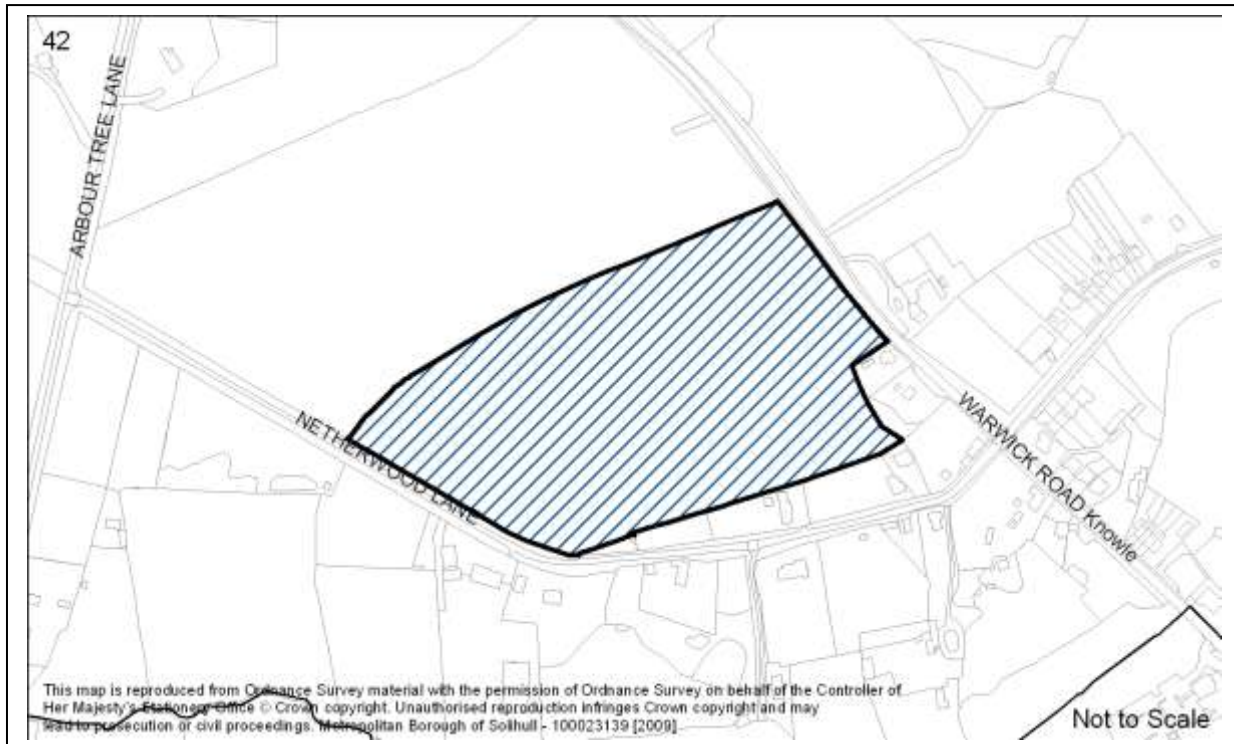 42
ARBOUR TREE LANE
NETHERWOOD LANE
WARWICK ROAD Knowle
This map is reproduced from Ordnance Survey material with the permission of Ordnance Survey on behalf of the Controller of
Her Majesty's Stationery Office © Crown copyright. Unauthorised reproduction infringes Crown copyright and may
lead to prosecution or civil proceedings. Metropolitan Borough of Solihull - 100023139 [2009].
Not to Scale